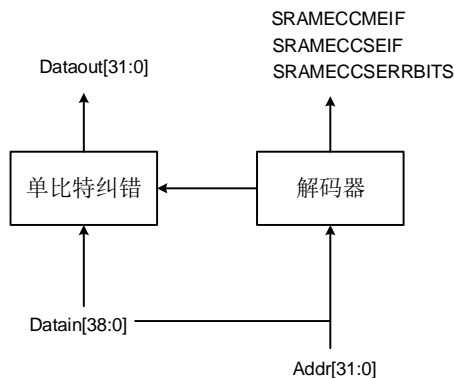 SRAMECCMEIF
SRAMECCSEIF
SRAMECCSERRBITS
Dataout[31:0]
单比特纠错
解码器
Datain[38:0]
Addr[31:0]